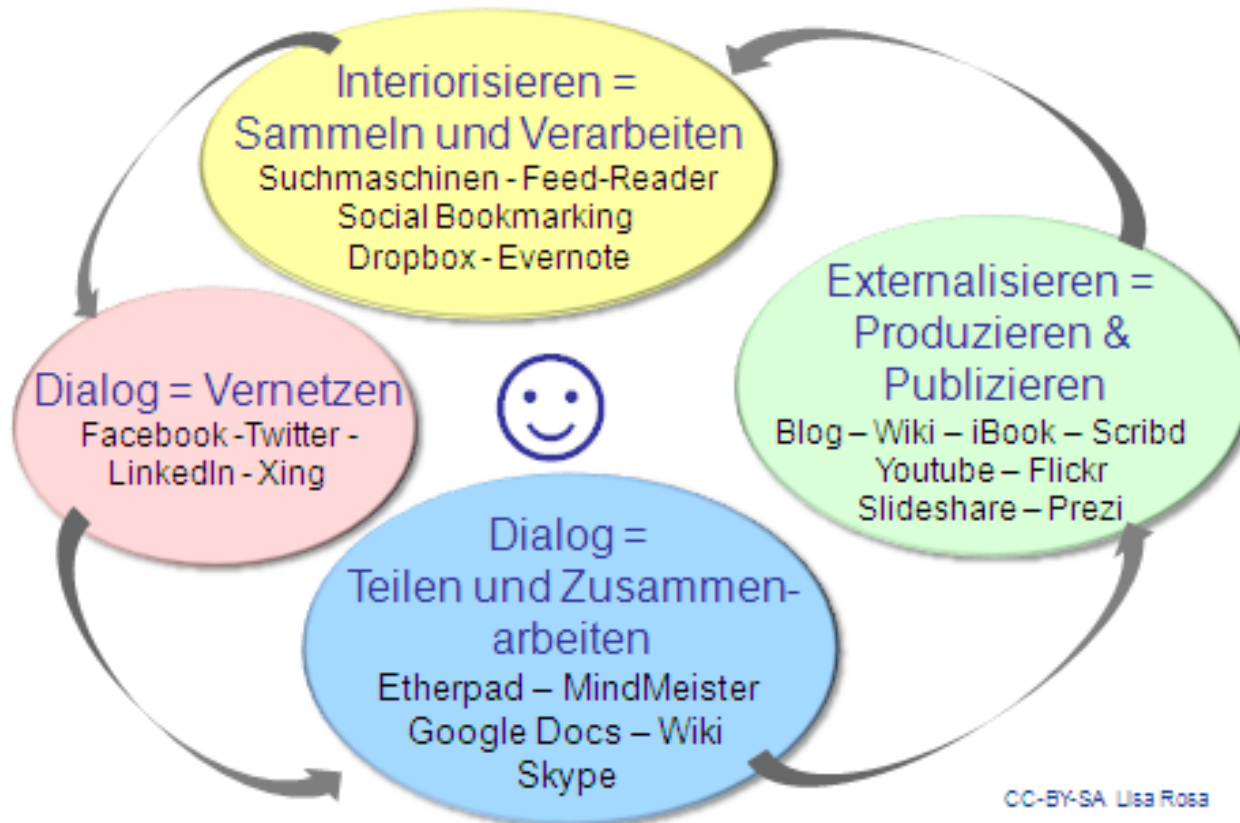 Interiorisieren =
Sammeln und Verarbeiten
Suchmaschinen - Feed-Reader
Social Bookmarking
Dropbox - Evernote
Dialog = Vernetzen
Facebook -Twitter -
LinkedIn - Xing
Dialog =
Teilen und Zusammen-
arbeiten
Etherpad – MindMeister
Google Docs – Wiki
Skype
Externalisieren =
Produzieren &
Publizieren
Blog – Wiki – iBook – Scribd
Youtube – Flickr
Slideshare – Prezi
CC-BY-SA Lisa Rosa